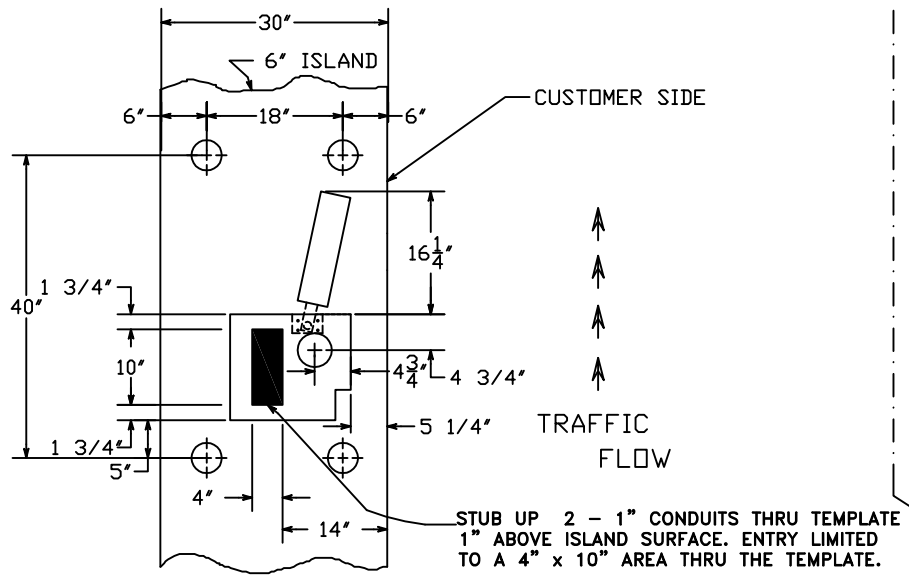 30"
6" ISLAND
CUSTOMER SIDE
6"
18"
6"
16 1/4"
1 3/4"
40"
10"
4 3/4"
4 3/4"
5 1/4"
TRAFFIC
FLOW
1 3/4"
5"
4"
14"
STUB UP 2 - 1" CONDUITS THRU TEMPLATE
1" ABOVE ISLAND SURFACE. ENTRY LIMITED
TO A 4" x 10" AREA THRU THE TEMPLATE.